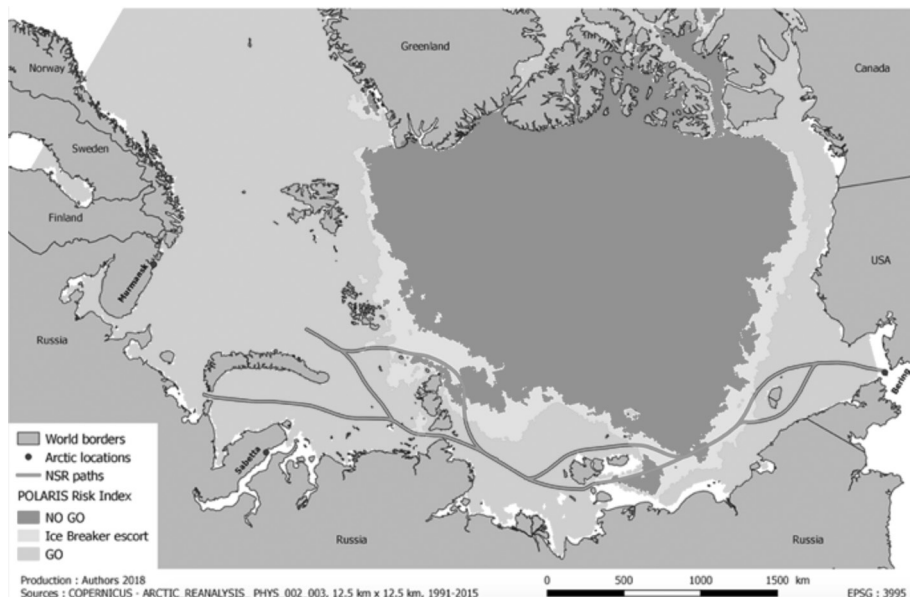 Greenland
Canada
Norway
Sweden
Finland
Murmansk
USA
Russia
Bering
Sabetta
World borders
Arctic locations
NSR paths
POLARIS Risk Index
NO GO
Ice Breaker escort
GO
Russia
Russia
Production : Authors 2018
0 500 1000 1500 km
Sources : COPERNICUS - ARCTIC_REANALYSIS_PHYS_002_003, 12.5 km x 12.5 km, 1991-2015
EPSG : 3995